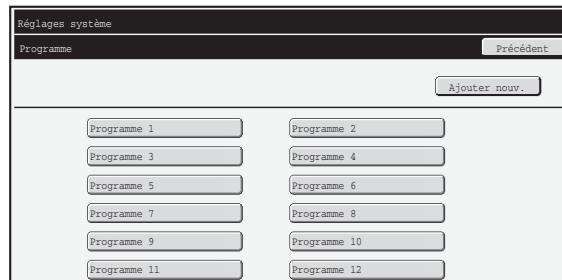 Réglages système
Programme Précédent
Ajouter nouv.
Programme 1 Programme 2
Programme 3 Programme 4
Programme 5 Programme 6
Programme 7 Programme 8
Programme 9 Programme 10
Programme 11 Programme 12